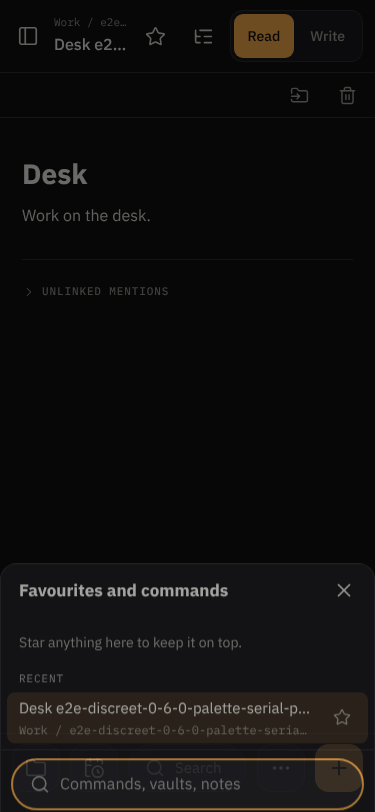 Work / e2e…
Desk e2…
Read
Write
Desk
Work on the desk.
UNLINKED MENTIONS
Favourites and commands
Star anything here to keep it on top.
RECENT
Desk e2e-discreet-0-6-0-palette-serial-p…
Work / e2e-discreet-0-6-0-palette-seria…
Search
Commands, vaults, notes